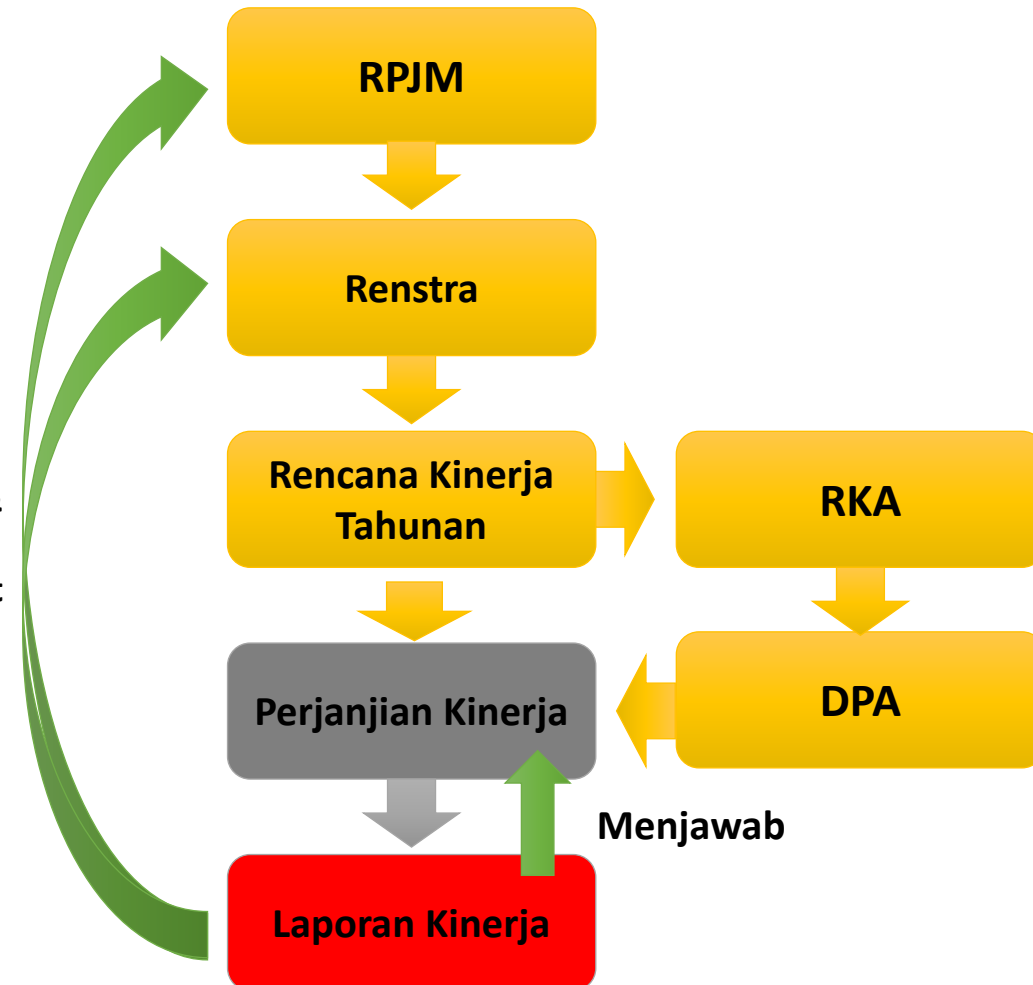 RPJM
Renstra
Rencana Kinerja
Tahunan
RKA
Perjanjian Kinerja
DPA
Menjawab
Laporan Kinerja